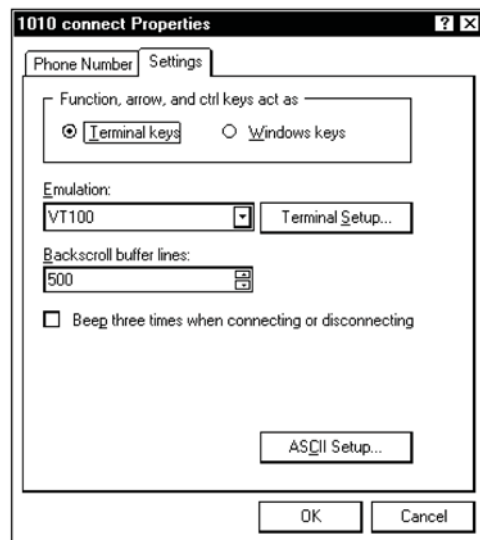 1010 connect Properties
Phone Number Settings
Function, arrow, and ctrl keys act as
Terminal keys Windows keys
Emulation:
VT100 Terminal Setup...
Backscroll buffer lines:
500
Beep three times when connecting or disconnecting
ASCII Setup...
OK Cancel